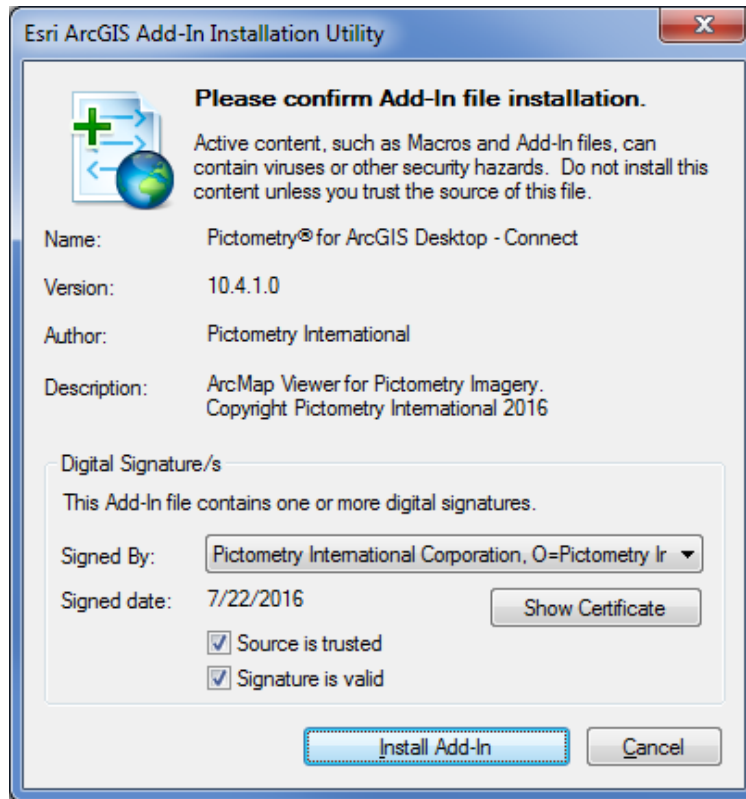 Esri ArcGIS Add-In Installation Utility
Please confirm Add-In file installation.
Active content, such as Macros and Add-In files, can
contain viruses or other security hazards. Do not install this
content unless you trust the source of this file.
Name: Pictometry® for ArcGIS Desktop - Connect
Version: 10.4.1.0
Author: Pictometry International
Description: ArcMap Viewer for Pictometry Imagery.
Copyright Pictometry International 2016
Digital Signature/s
This Add-In file contains one or more digital signatures.
Signed By: Pictometry International Corporation, O=Pictometry Ir
Signed date: 7/22/2016 Show Certificate
Source is trusted
Signature is valid
Install Add-In Cancel